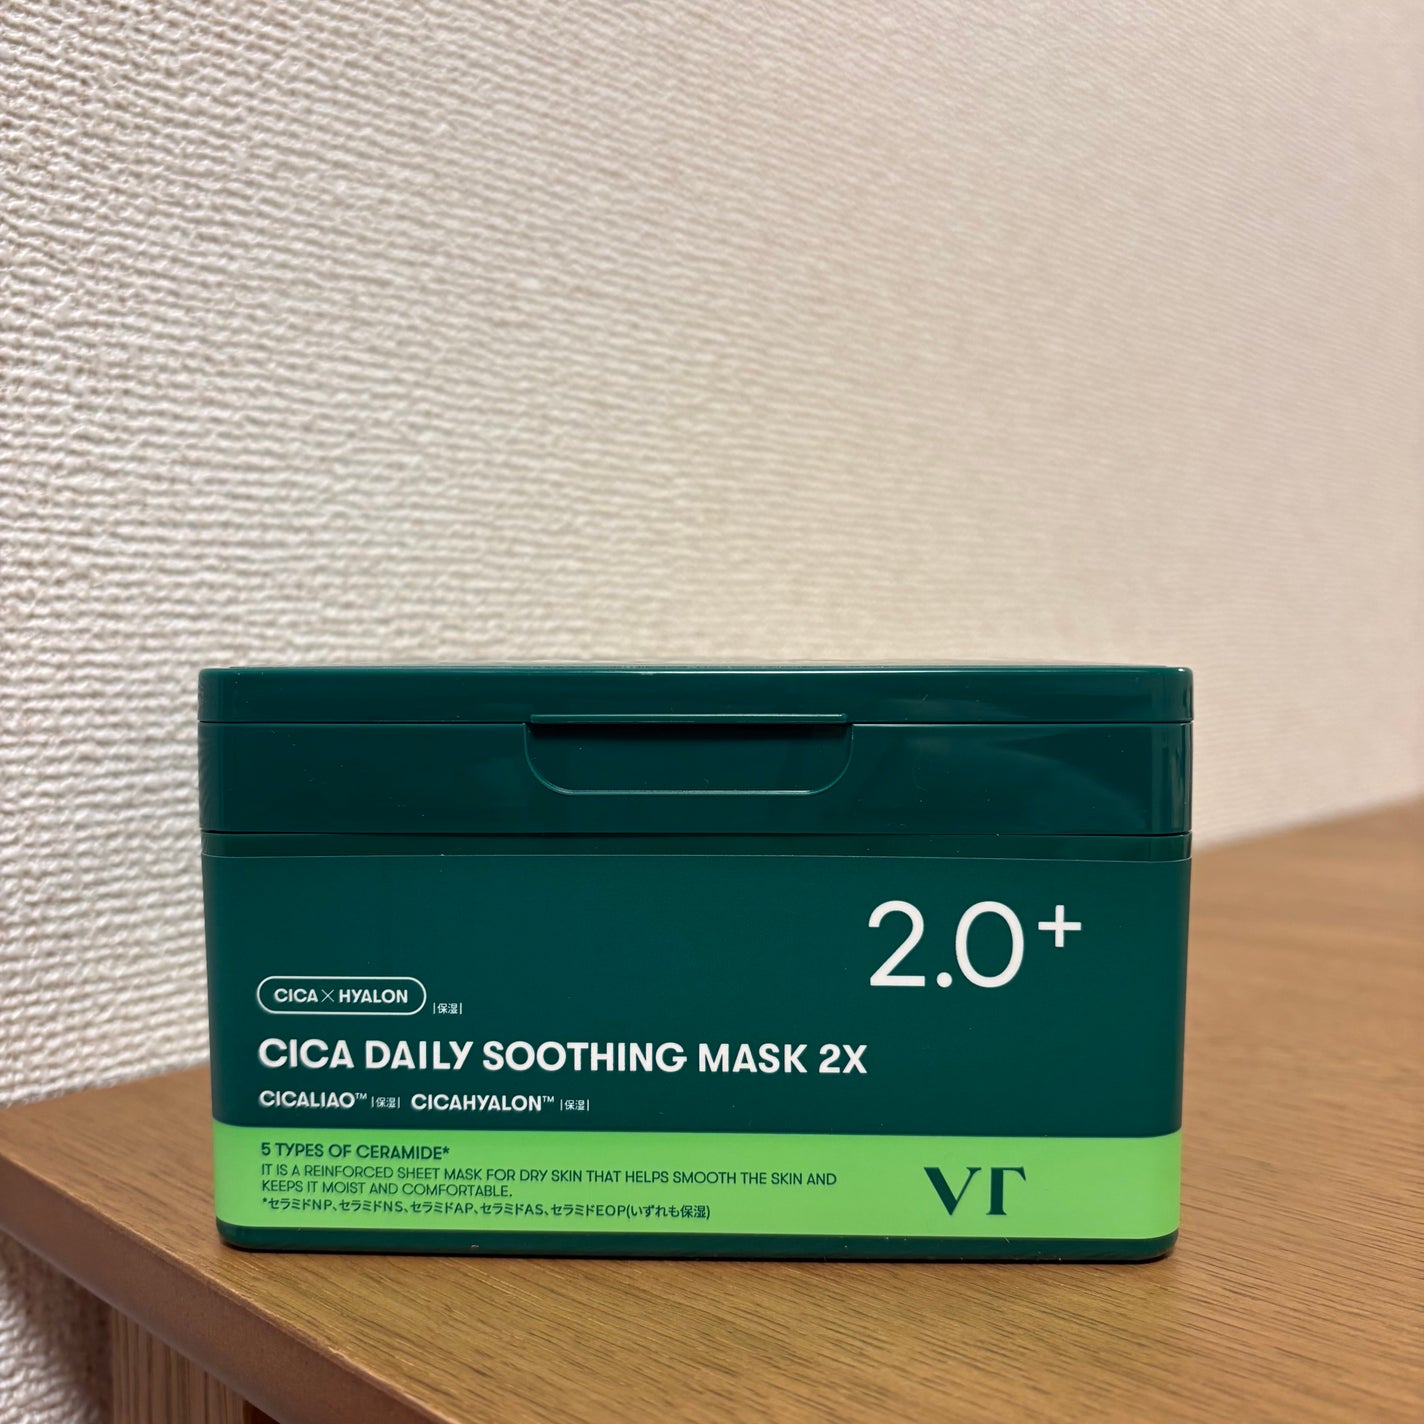 2.0+
CICA×HYALON |保湿|
CICA DAILY SOOTHING MASK 2X
CICALIAO™ |保湿| CICAHYALON™ |保湿|
5 TYPES OF CERAMIDE*
IT IS A REINFORCED SHEET MASK FOR DRY SKIN THAT HELPS SMOOTH THE SKIN AND
KEEPS IT MOIST AND COMFORTABLE.
*セラミドNP、セラミドNS、セラミドAP、セラミドAS、セラミドEOP(いずれも保湿)
VT